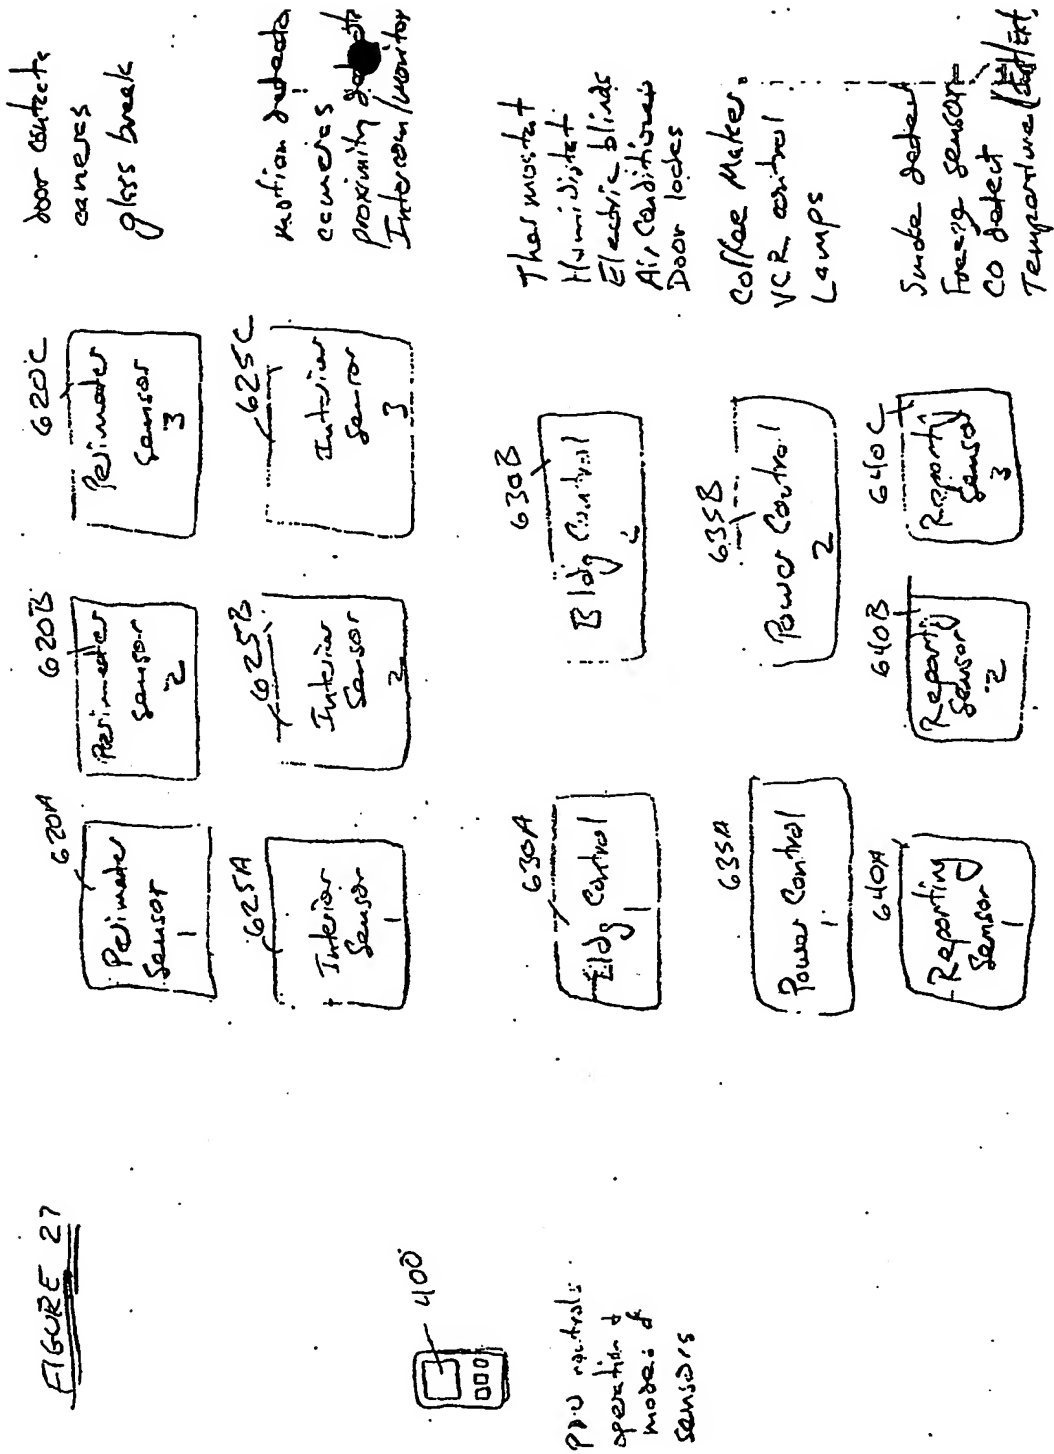 FIGURE 27
620A
Perimeter
Sensor
1
620B
Perimeter
Sensor
2
620C
Perimeter
Sensor
3
door contacts
cameras
glass break
625A
Interior
Sensor
1
625B
Interior
Sensor
2
625C
Interior
Sensor
3
motion detector
cameras
proximity
Intercom/monitor
400
operation &
modes of
sensors
630A
Bldg Control
1
630B
Bldg Control
Thermostat
Humidistat
Electric blinds
Air Conditioner
Door locks
635A
Power Control
1
635B
Power Control
2
Coffee Maker
VCR control
Lamps
640A
Reporting
Sensor
1
640B
Reporting
Sensor
2
640C
Reporting
Sensor
3
Smoke detect
Freeze sensor
CO detect
Temperature (Int/Ext)